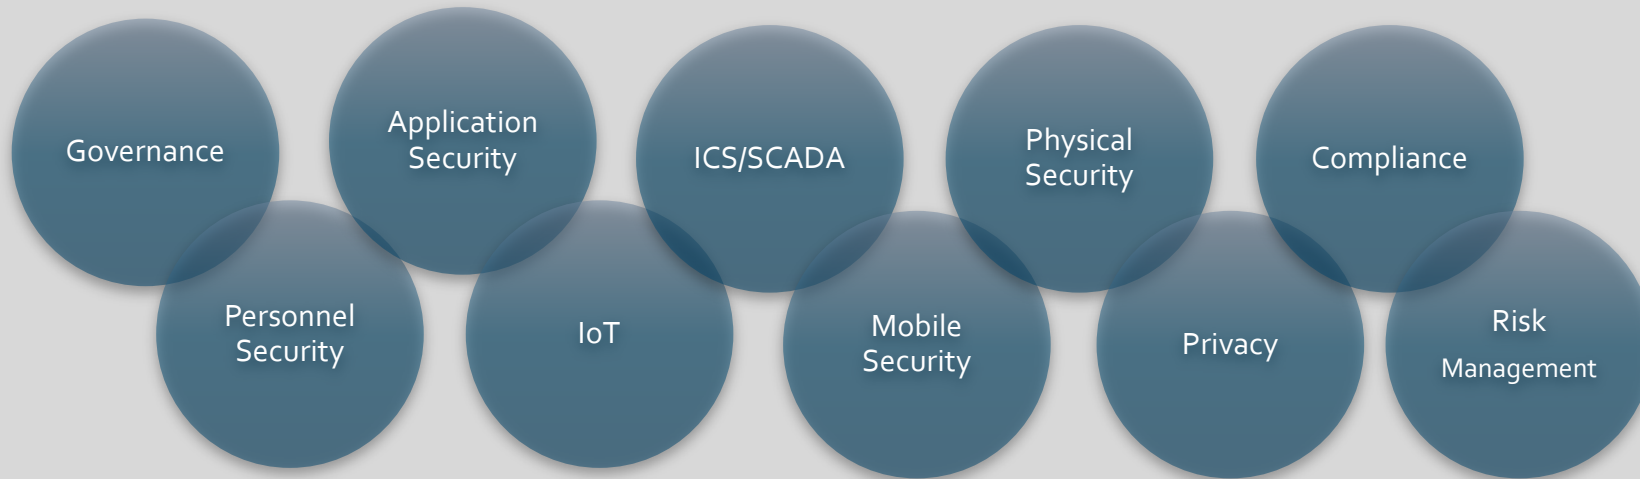 Governance
Application
Security
ICS/SCADA
Physical
Security
Compliance
Personnel
Security
IoT
Mobile
Security
Privacy
Risk
Management